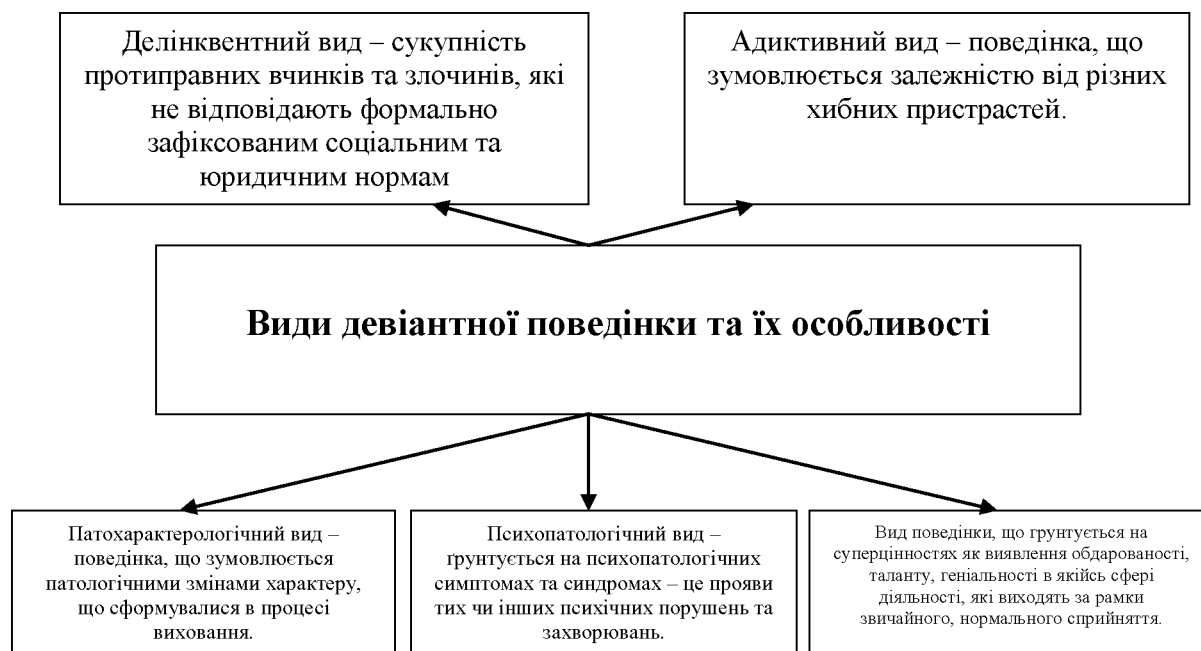 Делінквентний вид – сукупність
протиправних вчинків та злочинів, які
не відповідають формально
зафіксованим соціальним та
юридичним нормам
Адиктивний вид – поведінка, що
зумовлюється залежністю від різних
хибних пристрастей.
Види девіантної поведінки та їх особливості
Патохарактерологічний вид –
поведінка, що зумовлюється
патологічними змінами характеру,
що сформувалися в процесі
виховання.
Психопатологічний вид –
ґрунтується на психопатологічних
симптомах та синдромах – це прояви
тих чи інших психічних порушень та
захворювань.
Вид поведінки, що ґрунтується на
суперцінностях як виявлення обдарованості,
таланту, геніальності в якійсь сфері
діяльності, які виходять за рамки
звичайного, нормального сприйняття.